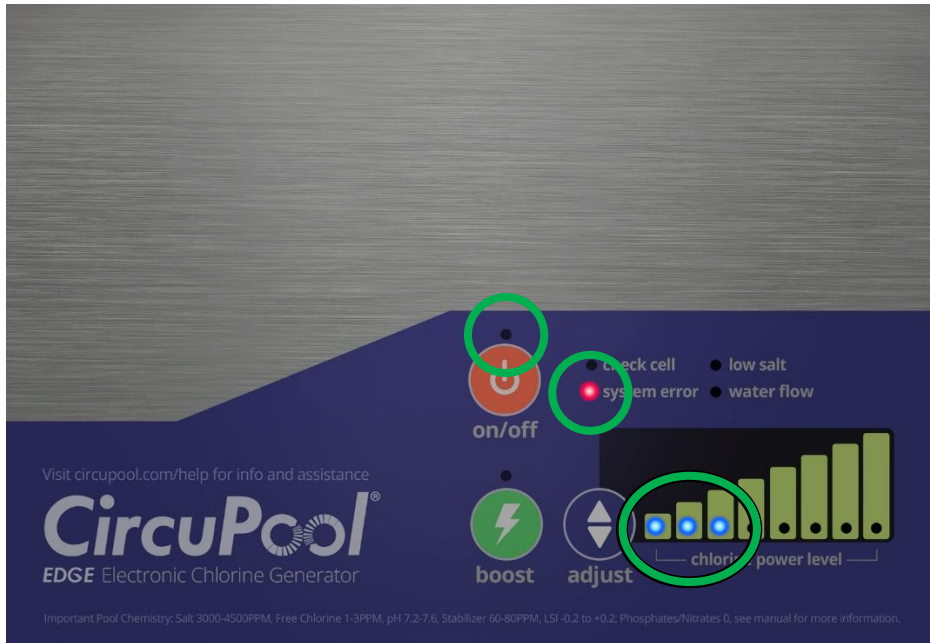 check cell
low salt
system error
water flow
on/off
Visit circupool.com/help for info and assistance
CircuPool®
EDGE Electronic Chlorine Generator
boost
adjust
chlorine power level
Important Pool Chemistry: Salt 3000-4500PPM, Free Chlorine 1-3PPM, pH 7.2-7.6, Stabilizer 60-80PPM, LSI -0.2 to +0.2, Phosphates/Nitrates 0, see manual for more information.